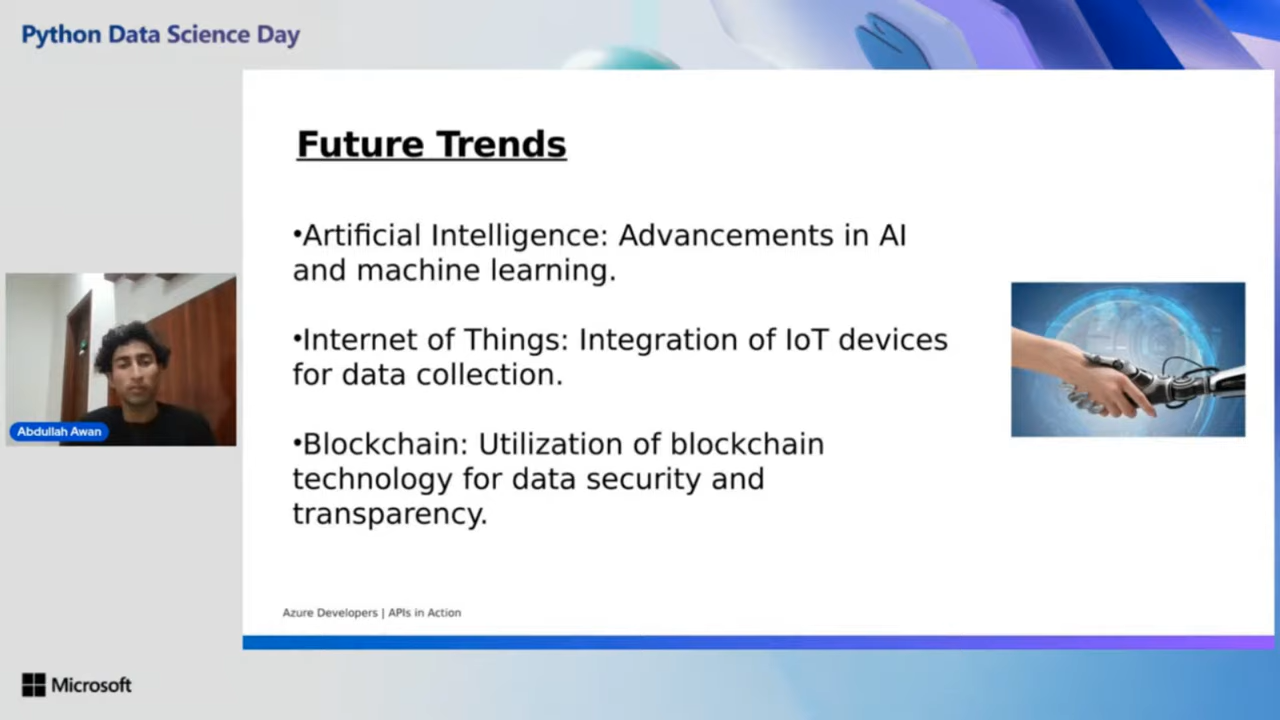 Python Data Science Day
Future Trends
•Artificial Intelligence: Advancements in AI
and machine learning.
•Internet of Things: Integration of IoT devices
for data collection.
•Blockchain: Utilization of blockchain
technology for data security and
transparency.
Abdullah Awan
Azure Developers | APIs in Action
Microsoft